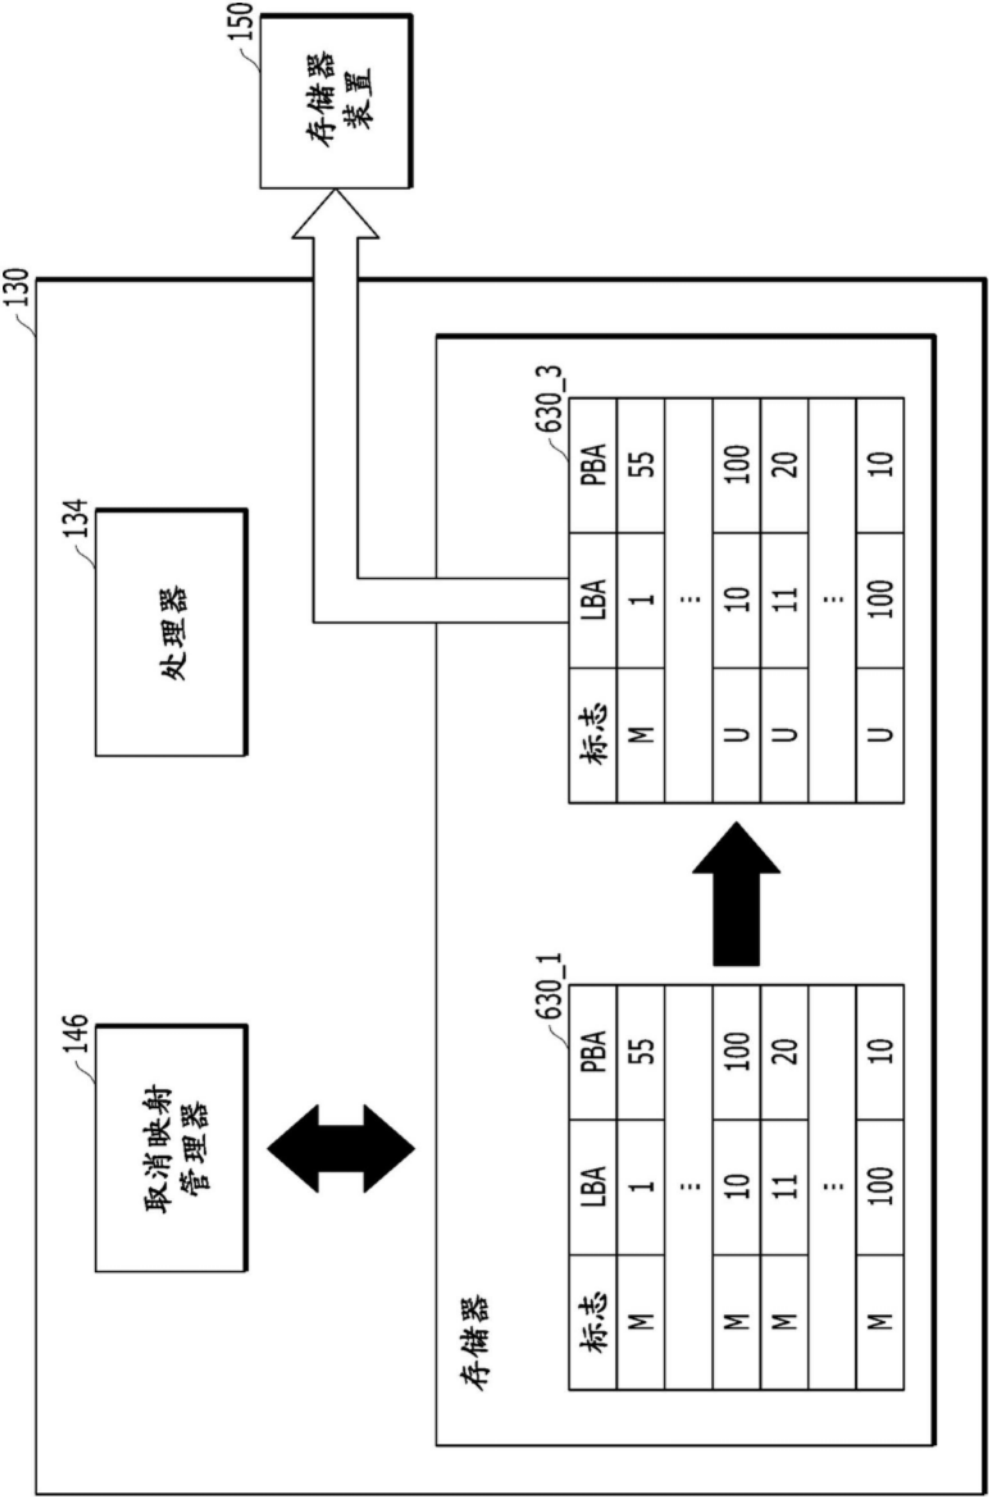 130
146
取消映射
管理器
134
处理器
150
存储器
装置
存储器
630_1
标志 LBA PBA
M 1 55
⋮
M 10 100
M 11 20
⋮
M 100 10
630_3
标志 LBA PBA
M 1 55
⋮
U 10 100
U 11 20
⋮
U 100 10